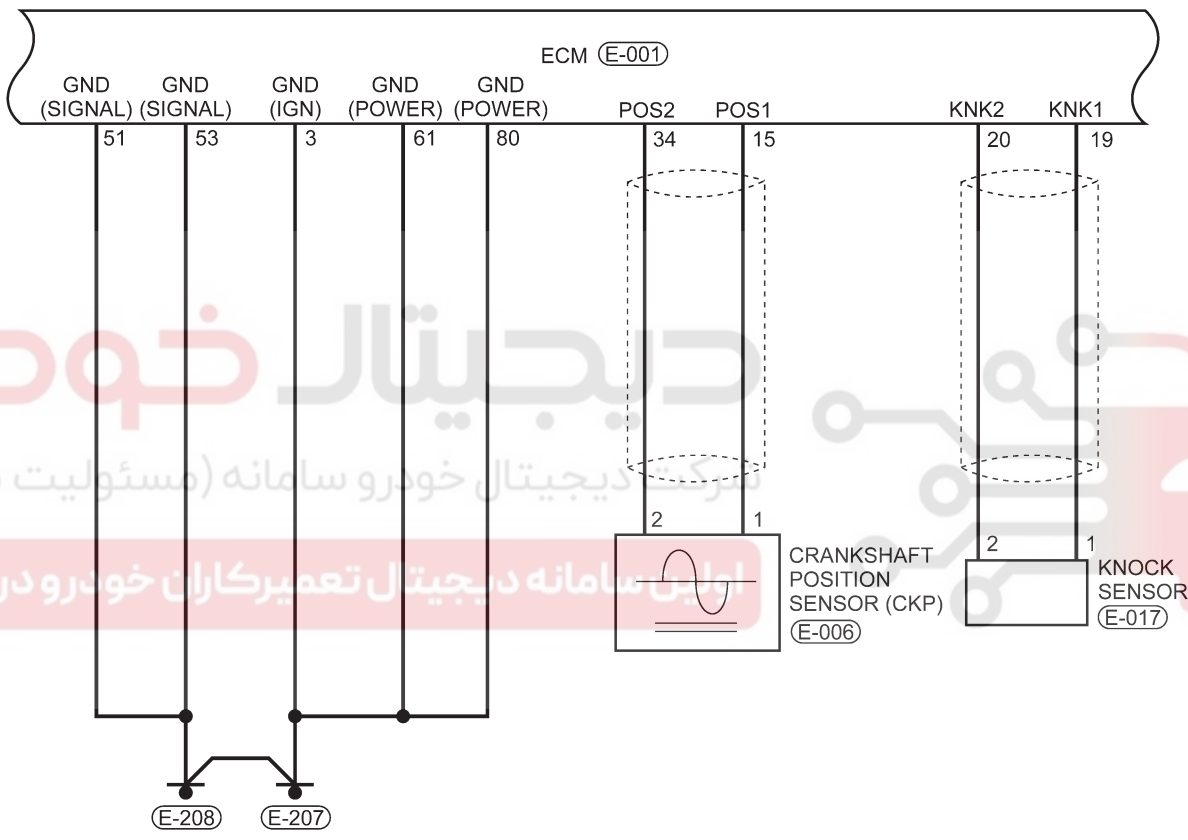 ECM E-001
GND (SIGNAL)
GND (SIGNAL)
GND (IGN)
GND (POWER)
GND (POWER)
POS2
POS1
KNK2
KNK1
51
53
3
61
80
34
15
20
19
دیجیتال خود
شرکت دیجیتال خودرو سامانه (مسئولیت
اولین سامانه دیجیتال تعمیرکاران خودرو در
2
1
CRANKSHAFT
POSITION
SENSOR (CKP)
E-006
2
1
KNOCK
SENSOR
E-017
E-208
E-207